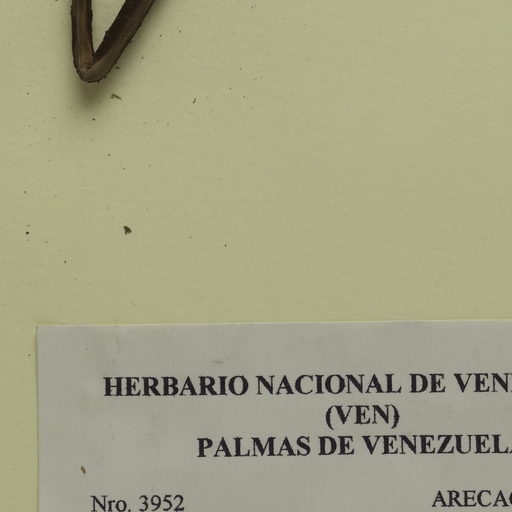 HERBARIO NACIONAL DE VEN
(VEN)
PALMAS DE VENEZUELA
Nro. 3952 ARECAC